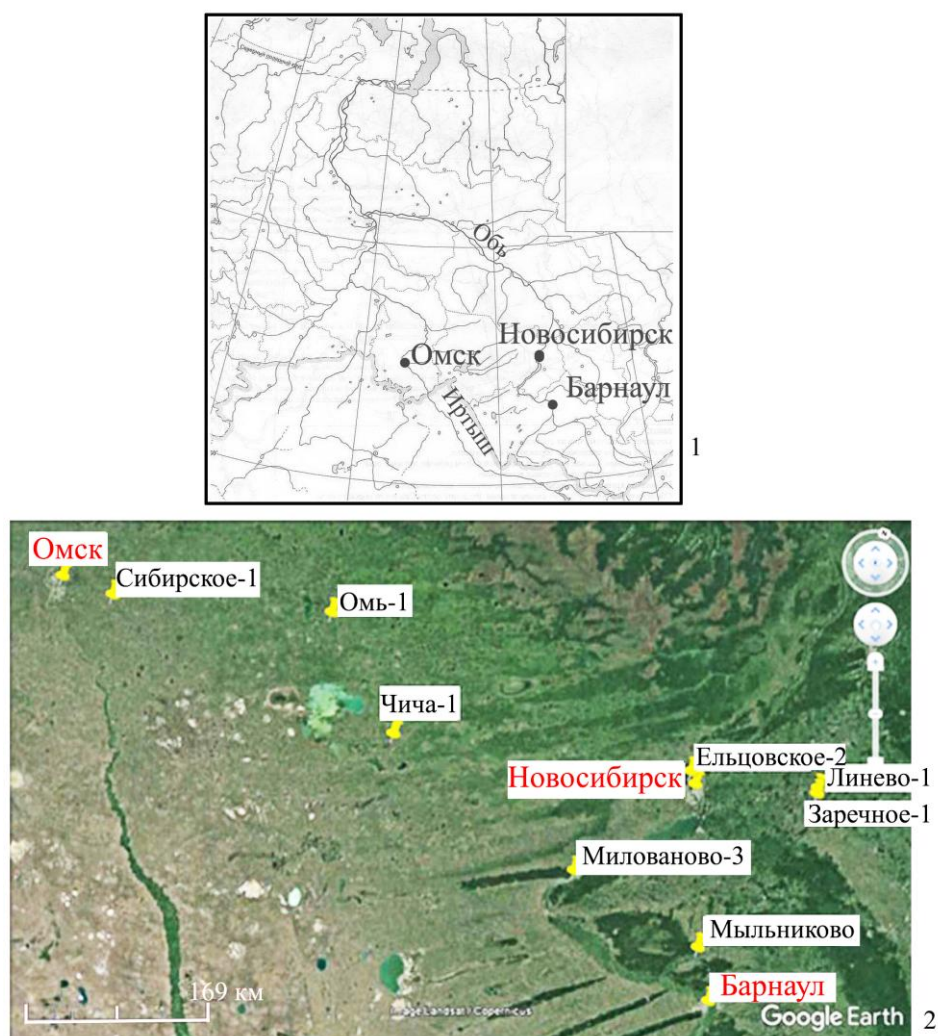 Обь
Новосибирск
Омск
Барнаул
Иртыш
1
Омск
Сибирское-1
Омь-1
Чича-1
Ельцовское-2
Новосибирск
Линево-1
Заречное-1
Милованово-3
Мыльниково
Барнаул
169 км
Image Landsat / Copernicus
Google Earth
2